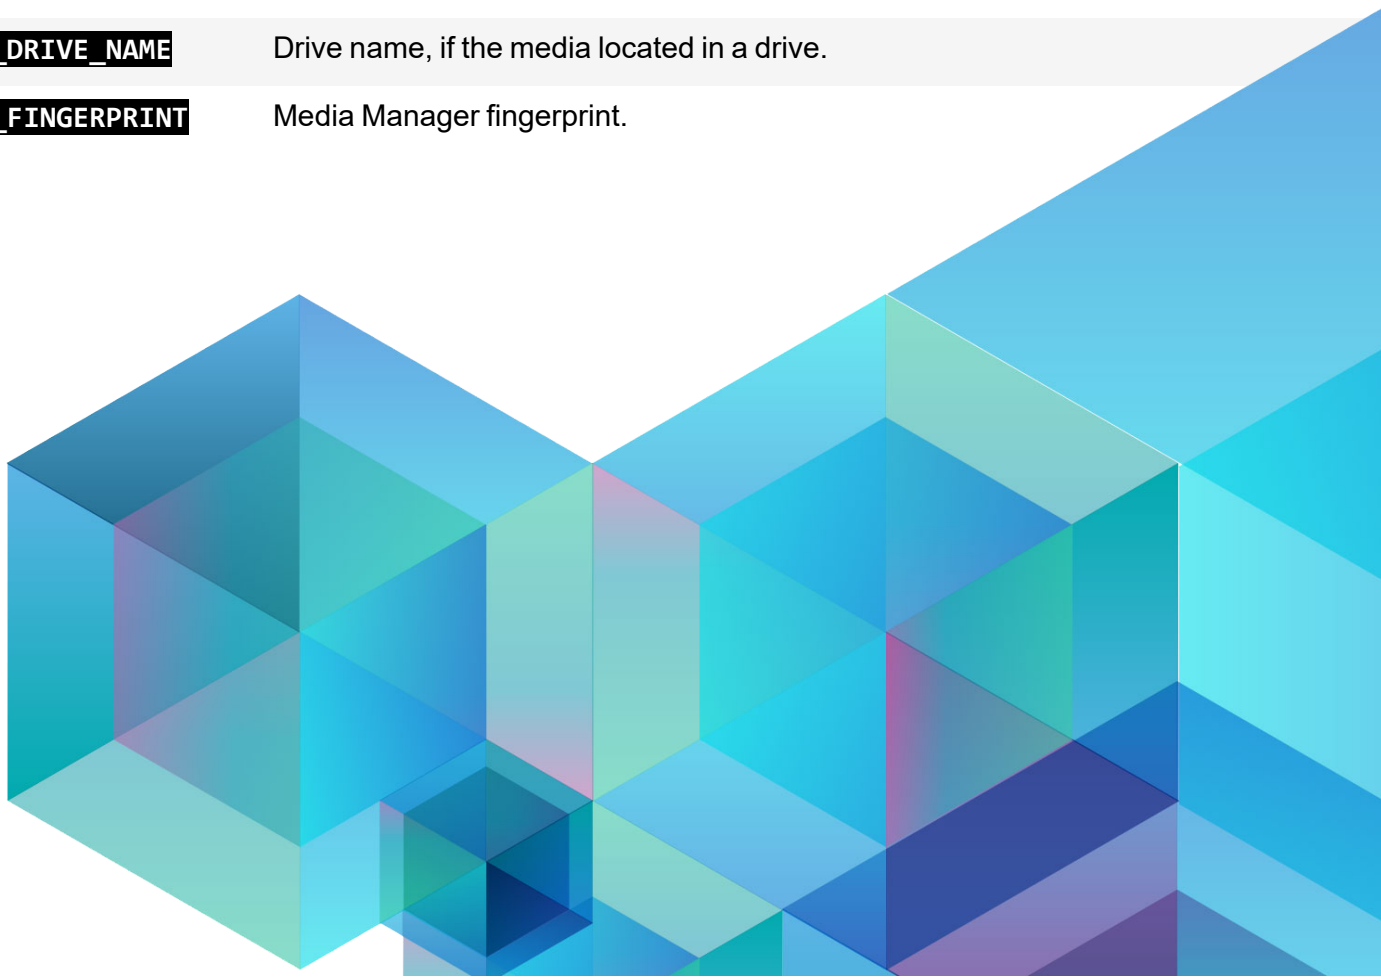 _DRIVE_NAME Drive name, if the media located in a drive.
_FINGERPRINT Media Manager fingerprint.